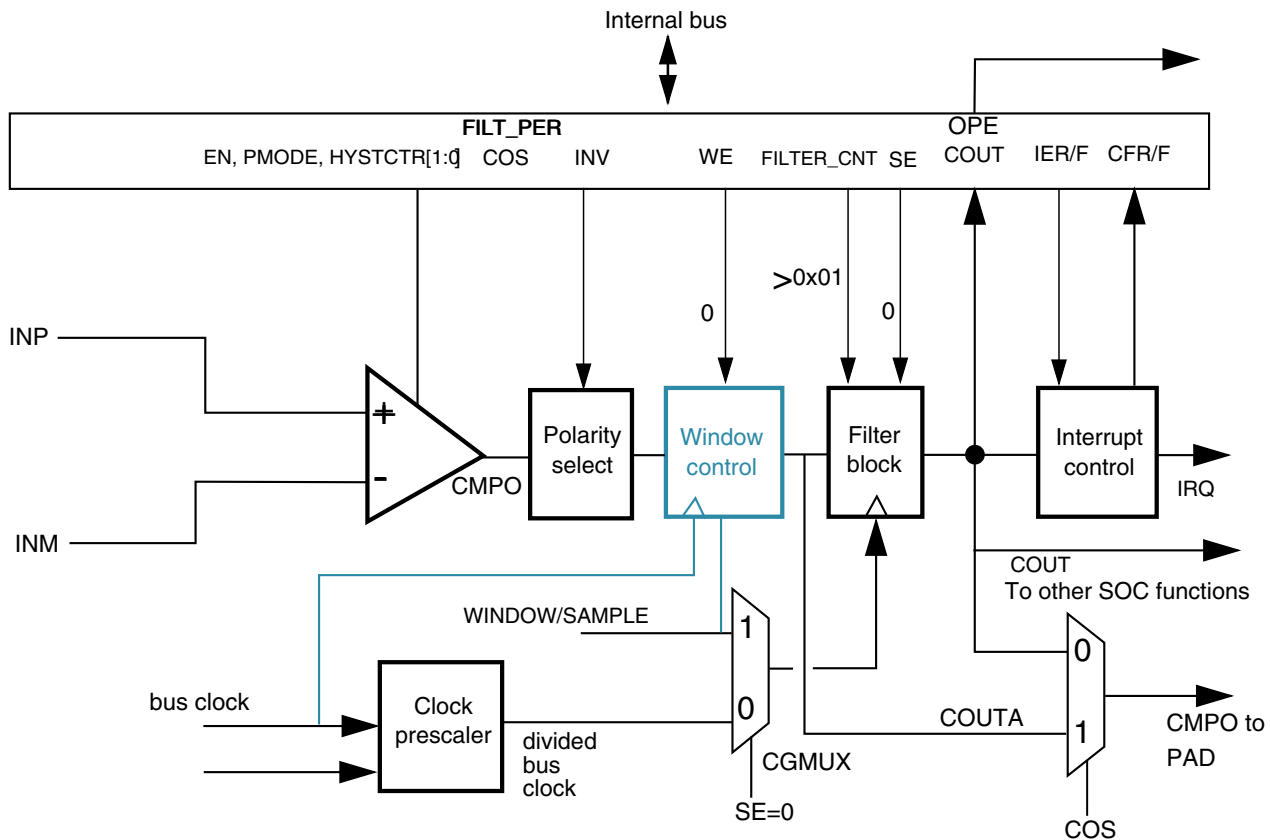 Internal bus
FILT_PER
OPE
EN, PMODE, HYSTCTR[1:0]
COS
INV
WE
FILTER_CNT
SE
COUT
IER/F
CFR/F
>0x01
0
0
INP
+
-
INM
CMPO
Polarity
select
Window
control
Filter
block
Interrupt
control
IRQ
COUT
To other SOC functions
WINDOW/SAMPLE
1
0
0
1
bus clock
Clock
prescaler
divided
bus
clock
COUTA
CMPO to
PAD
CGMUX
SE=0
COS